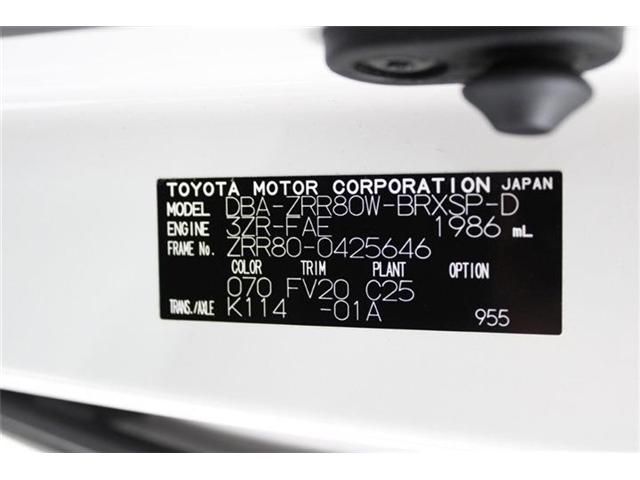 TOYOTA MOTOR CORPORATION JAPAN
MODEL DBA-ZRR80W-BRXSP-D
ENGINE 3ZR-FAE 1986 mL
FRAME No. ZRR80-0425646
COLOR TRIM PLANT OPTION
070 FV20 C25
TRANS./AXLE K114 -01A 955